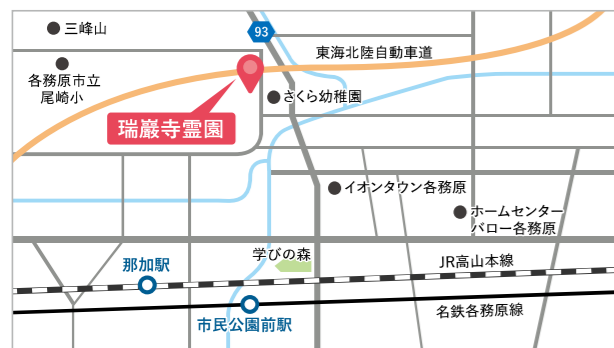 三峰山
93
東海北陸自動車道
各務原市立
尾崎小
さくら幼稚園
瑞巖寺霊園
イオンタウン各務原
ホームセンター
バロー各務原
学びの森
那加駅
JR高山本線
名鉄各務原線
市民公園前駅